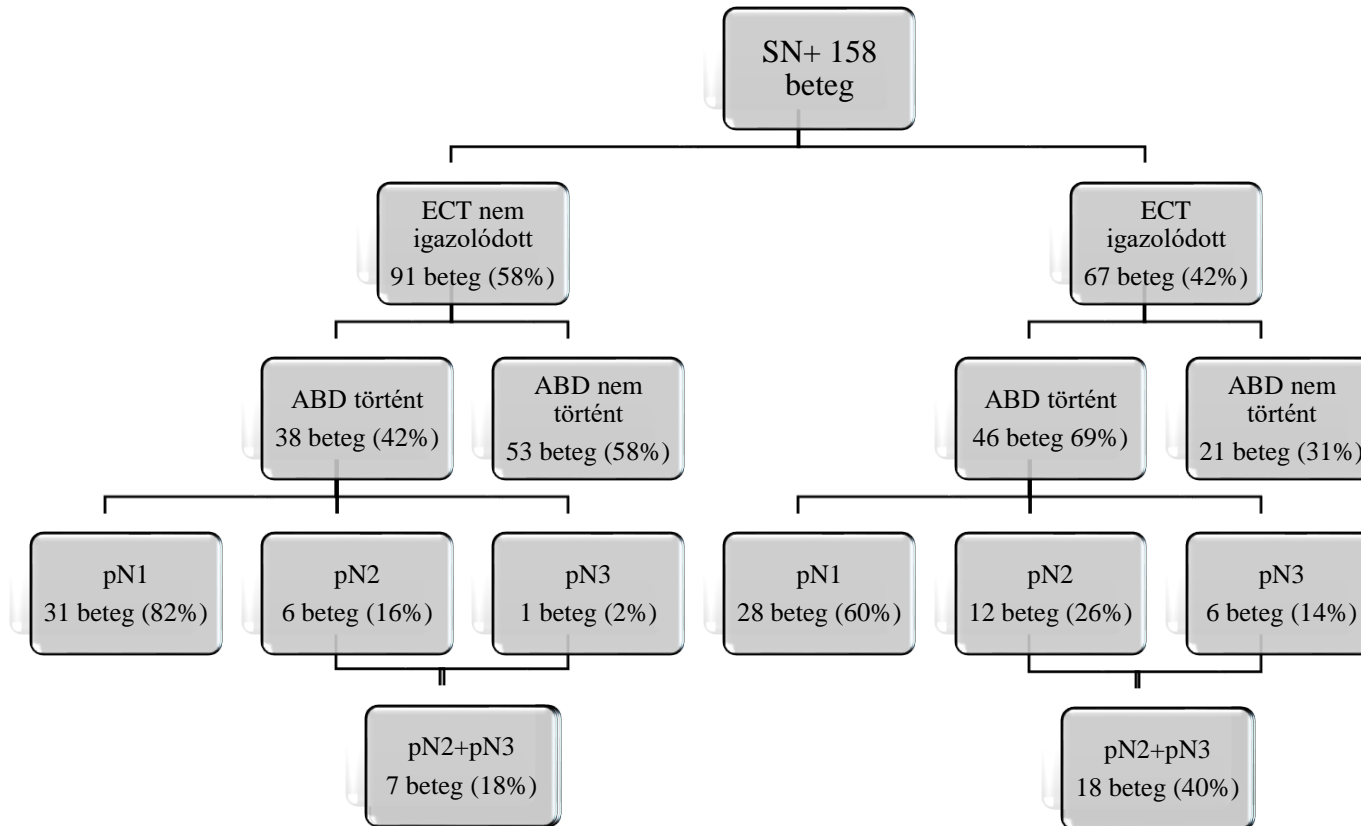 SN+ 158
beteg
ECT nem
igazolódott
91 beteg (58%)
ECT
igazolódott
67 beteg (42%)
ABD történt
38 beteg (42%)
ABD nem
történt
53 beteg (58%)
ABD történt
46 beteg 69%)
ABD nem
történt
21 beteg (31%)
pN1
31 beteg (82%)
pN2
6 beteg (16%)
pN3
1 beteg (2%)
pN1
28 beteg (60%)
pN2
12 beteg (26%)
pN3
6 beteg (14%)
pN2+pN3
7 beteg (18%)
pN2+pN3
18 beteg (40%)